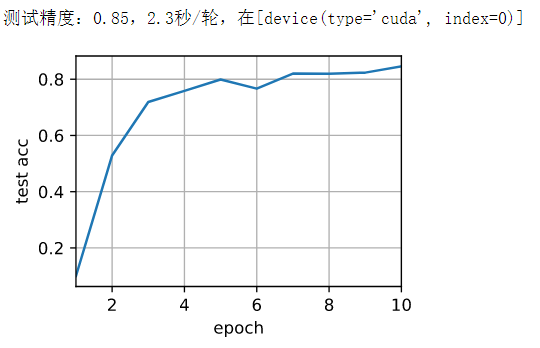 测试精度：0.85，2.3秒/轮，在[device(type='cuda', index=0)]
0.8
0.6
0.4
0.2
test acc
2 4 6 8 10
epoch